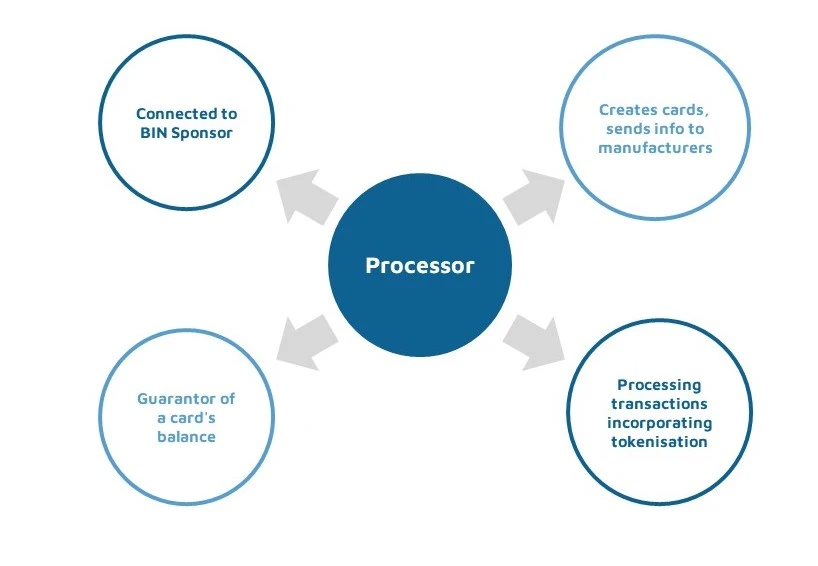 Connected to
BIN Sponsor
Creates cards,
sends info to
manufacturers
Processor
Guarantor of
a card's
balance
Processing
transactions
incorporating
tokenisation